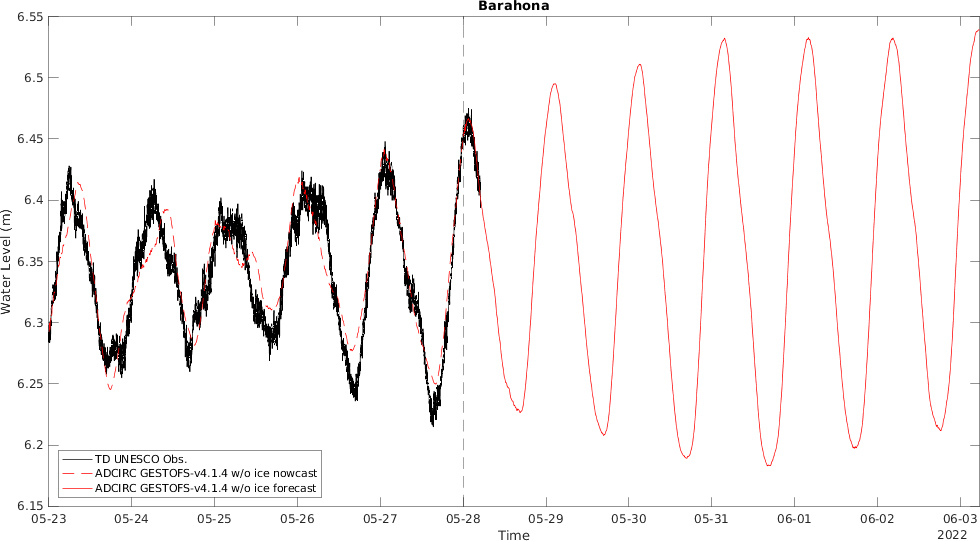 Barahona
6.55
6.5
6.45
6.4
6.35
6.3
6.25
6.2
6.15
Water Level (m)
TD UNESCO Obs.
ADCIRC GESTOFS-v4.1.4 w/o ice nowcast
ADCIRC GESTOFS-v4.1.4 w/o ice forecast
05-23 05-24 05-25 05-26 05-27 05-28 05-29 05-30 05-31 06-01 06-02 06-03
Time
2022